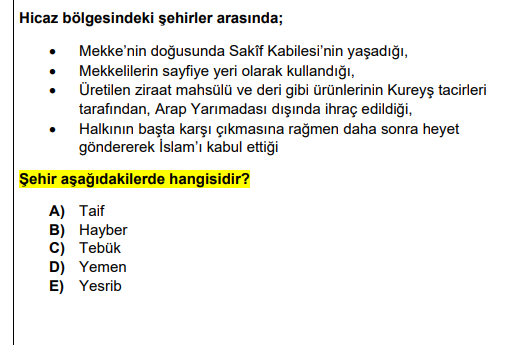 Hicaz bölgesindeki şehirler arasında;
• Mekke’nin doğusunda Sakîf Kabilesi’nin yaşadığı,
• Mekkelilerin sayfiye yeri olarak kullandığı,
• Üretilen ziraat mahsülü ve deri gibi ürünlerinin Kureyş tacirleri
tarafından, Arap Yarımadası dışında ihraç edildiği,
• Halkının başta karşı çıkmasına rağmen daha sonra heyet
göndererek İslam’ı kabul ettiği
Şehir aşağıdakilerde hangisidir?
A) Taif
B) Hayber
C) Tebük
D) Yemen
E) Yesrib